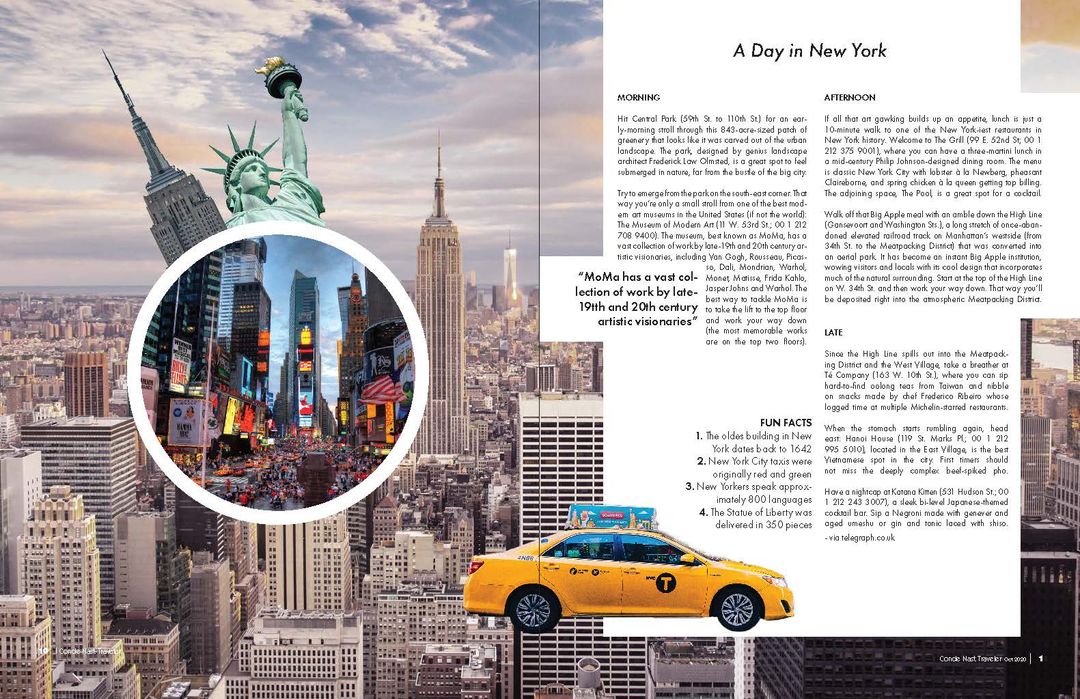 A Day in New York
MORNING
Hit Central Park (59th St. to 110th St.) for an ear-
ly-morning stroll through this 843-acre-sized patch of
greenery that looks like it was carved out of the urban
landscape. The park, designed by genius landscape
architect Frederick Law Olmsted, is a great spot to feel
submerged in nature, far from the bustle of the big city.
Try to emerge from the park on the south-east corner. That
way you're only a small stroll from one of the best mod-
ern art museums in the United States (if not the world):
The Museum of Modern Art (11 W. 53rd St.; 00 1 212
708 9400). The museum, best known as MoMa, has a
vast collection of work by late-19th and 20th century ar-
tistic visionaries, including Van Gogh, Rousseau, Picas-
so, Dali, Mondrian, Warhol,
Monet, Matisse, Frida Kahlo,
Jasper Johns and Warhol. The
best way to tackle MoMa is
to take the lift to the top floor
and work your way down
(the most memorable works
are on the top two floors).
"MoMa has a vast col-
lection of work by late-
19tth and 20th century
artistic visionaries"
FUN FACTS
1. The oldes building in New
York dates back to 1642
2. New York City taxis were
originally red and green
3. New Yorkers speak approx-
imately 800 languages
4. The Statue of Liberty was
delivered in 350 pieces
AFTERNOON
If all that art gawking builds up an appetite, lunch is just a
10-minute walk to one of the New York-iest restaurants in
New York history. Welcome to The Grill (99 E. 52nd St; 00 1
212 375 9001), where you can have a three-martini lunch in
a mid-century Philip Johnson-designed dining room. The menu
is classic New York City with lobster à la Newberg, pheasant
Claireborne, and spring chicken à la queen getting top billing.
The adjoining space, The Pool, is a great spot for a cocktail.
Walk off that Big Apple meal with an amble down the High Line
(Gansevoort and Washington Sts.), a long stretch of once-aban-
doned elevated railroad track on Manhattan's westside (from
34th St. to the Meatpacking District) that was converted into
an aerial park. It has become an instant Big Apple institution,
wowing visitors and locals with its cool design that incorporates
much of the natural surrounding. Start at the top of the High Line
on W. 34th St. and then work your way down. That way you'll
be deposited right into the atmospheric Meatpacking District.
LATE
Since the High Line spills out into the Meatpack-
ing District and the West Village, take a breather at
Té Company (163 W. 10th St.), where you can sip
hard-to-find oolong teas from Taiwan and nibble
on snacks made by chef Frederico Ribeiro whose
logged time at multiple Michelin-starred restaurants.
When the stomach starts rumbling again, head
east. Hanoi House (119 St. Marks Pl.; 00 1 212
995 5010), located in the East Village, is the best
Vietnamese spot in the city. First timers should
not miss the deeply complex beef-spiked pho.
Have a nightcap at Katana Kitten (531 Hudson St.; 00
1 212 243 3007), a sleek bi-level Japanese-themed
cocktail bar. Sip a Negroni made with genever and
aged umeshu or gin and tonic laced with shiso.
- via telegraph.co.uk
NYC T
10 | Conde Nast Traveler
Conde Nast Traveler Oct 2020 | 1